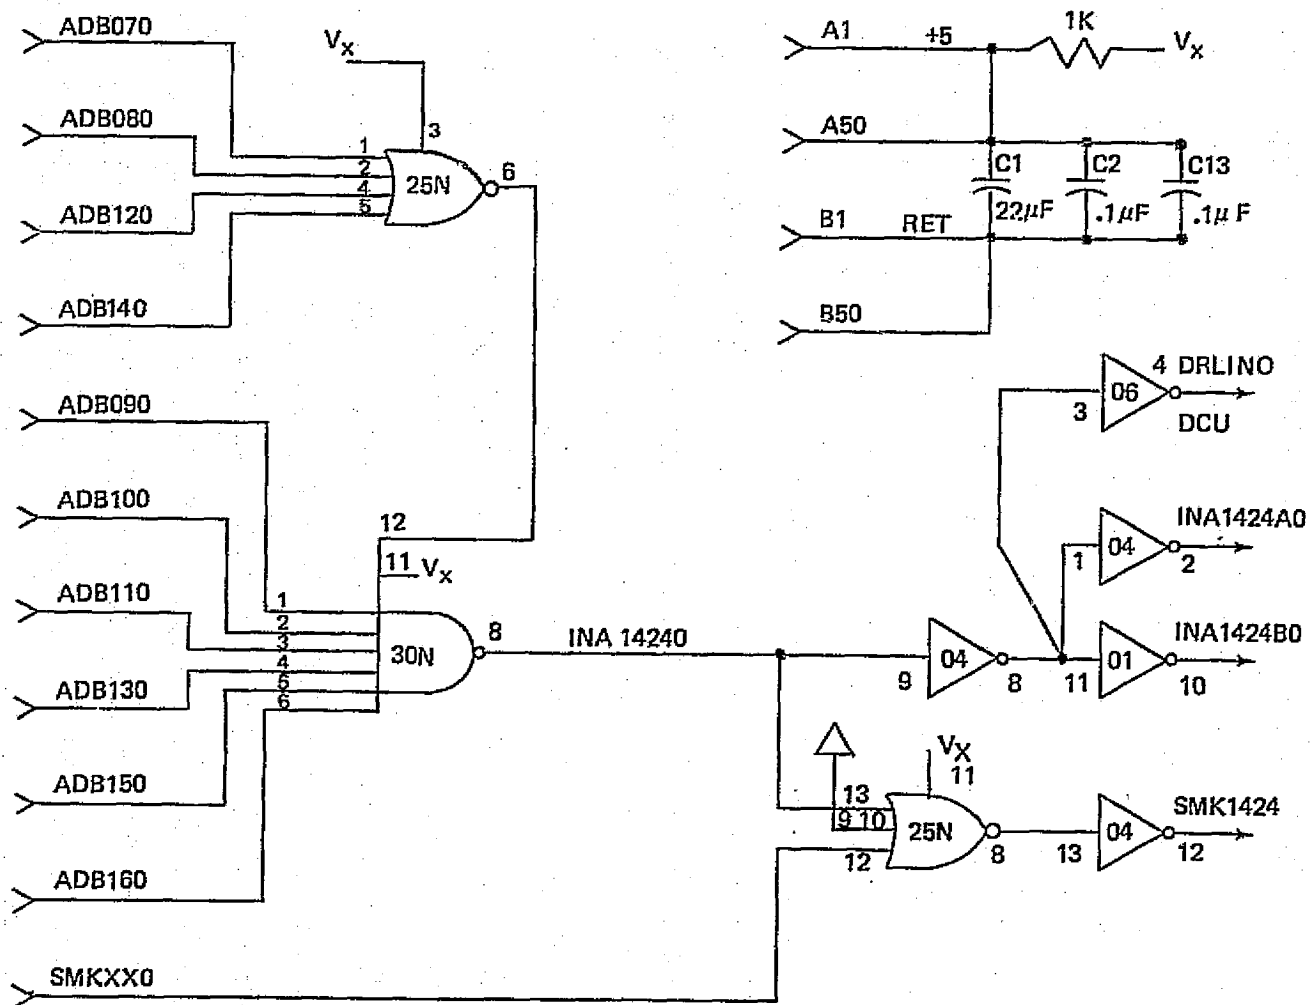 ADB070
ADB080
ADB120
ADB140
VX
3
1
2
4
5
25N
6
A1 +5 1K VX
A50
C1 C2 C13
22µF .1µF .1µF
B1 RET
B50
ADB090
ADB100
ADB110
ADB130
ADB150
ADB160
SMKXX0
12
11 VX
1
2
3
4
5
6
30N
8
INA 14240
9 04 8
3 06 4 DRLINO
DCU
1 04 2 INA1424A0
11 01 10 INA1424B0
VX
11
13
9 10
12
25N
8
13 04 12 SMK1424